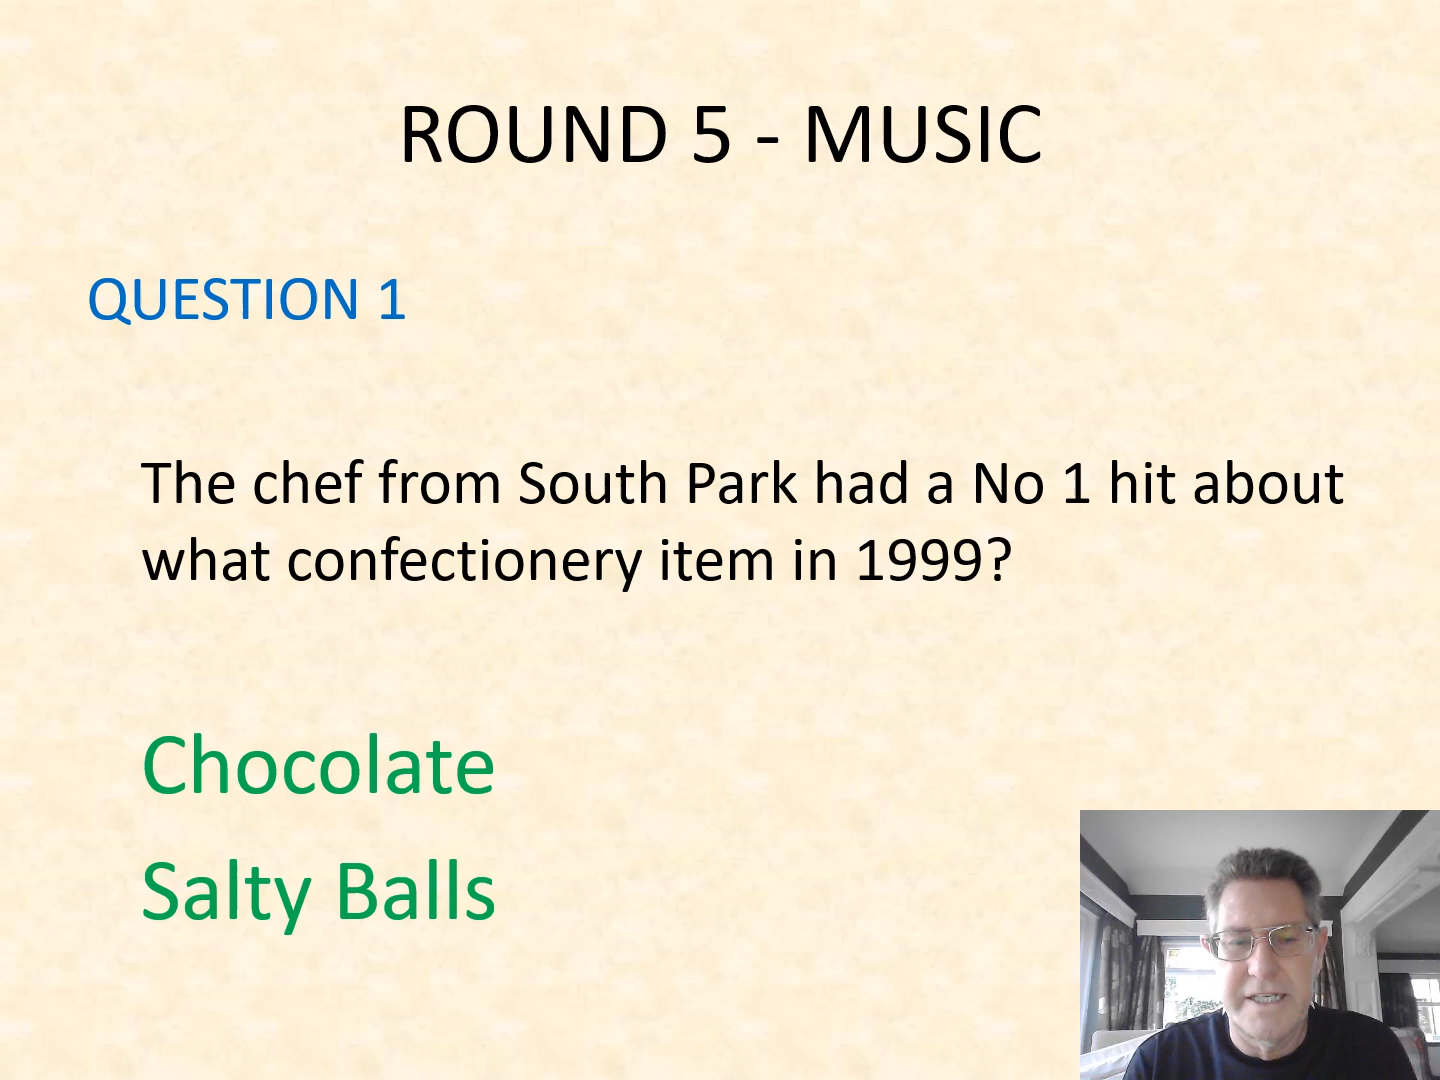 ROUND 5 - MUSIC
QUESTION 1
The chef from South Park had a No 1 hit about
what confectionery item in 1999?
Chocolate
Salty Balls